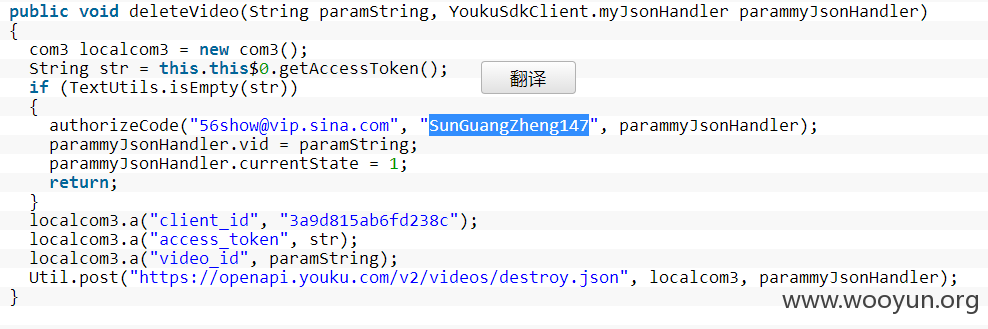 public void deleteVideo(String paramString, YoukuSdkClient.myJsonHandler parammyJsonHandler)
{
  com3 localcom3 = new com3();
  String str = this.this$0.getAccessToken();
翻译
  if (TextUtils.isEmpty(str))
  {
    authorizeCode("56show@vip.sina.com", "SunGuangZheng147", parammyJsonHandler);
    parammyJsonHandler.vid = paramString;
    parammyJsonHandler.currentState = 1;
    return;
  }
  localcom3.a("client_id", "3a9d815ab6fd238c");
  localcom3.a("access_token", str);
  localcom3.a("video_id", paramString);
  Util.post("https://openapi.youku.com/v2/videos/destroy.json", localcom3, parammyJsonHandler);
}
www.wooyun.org